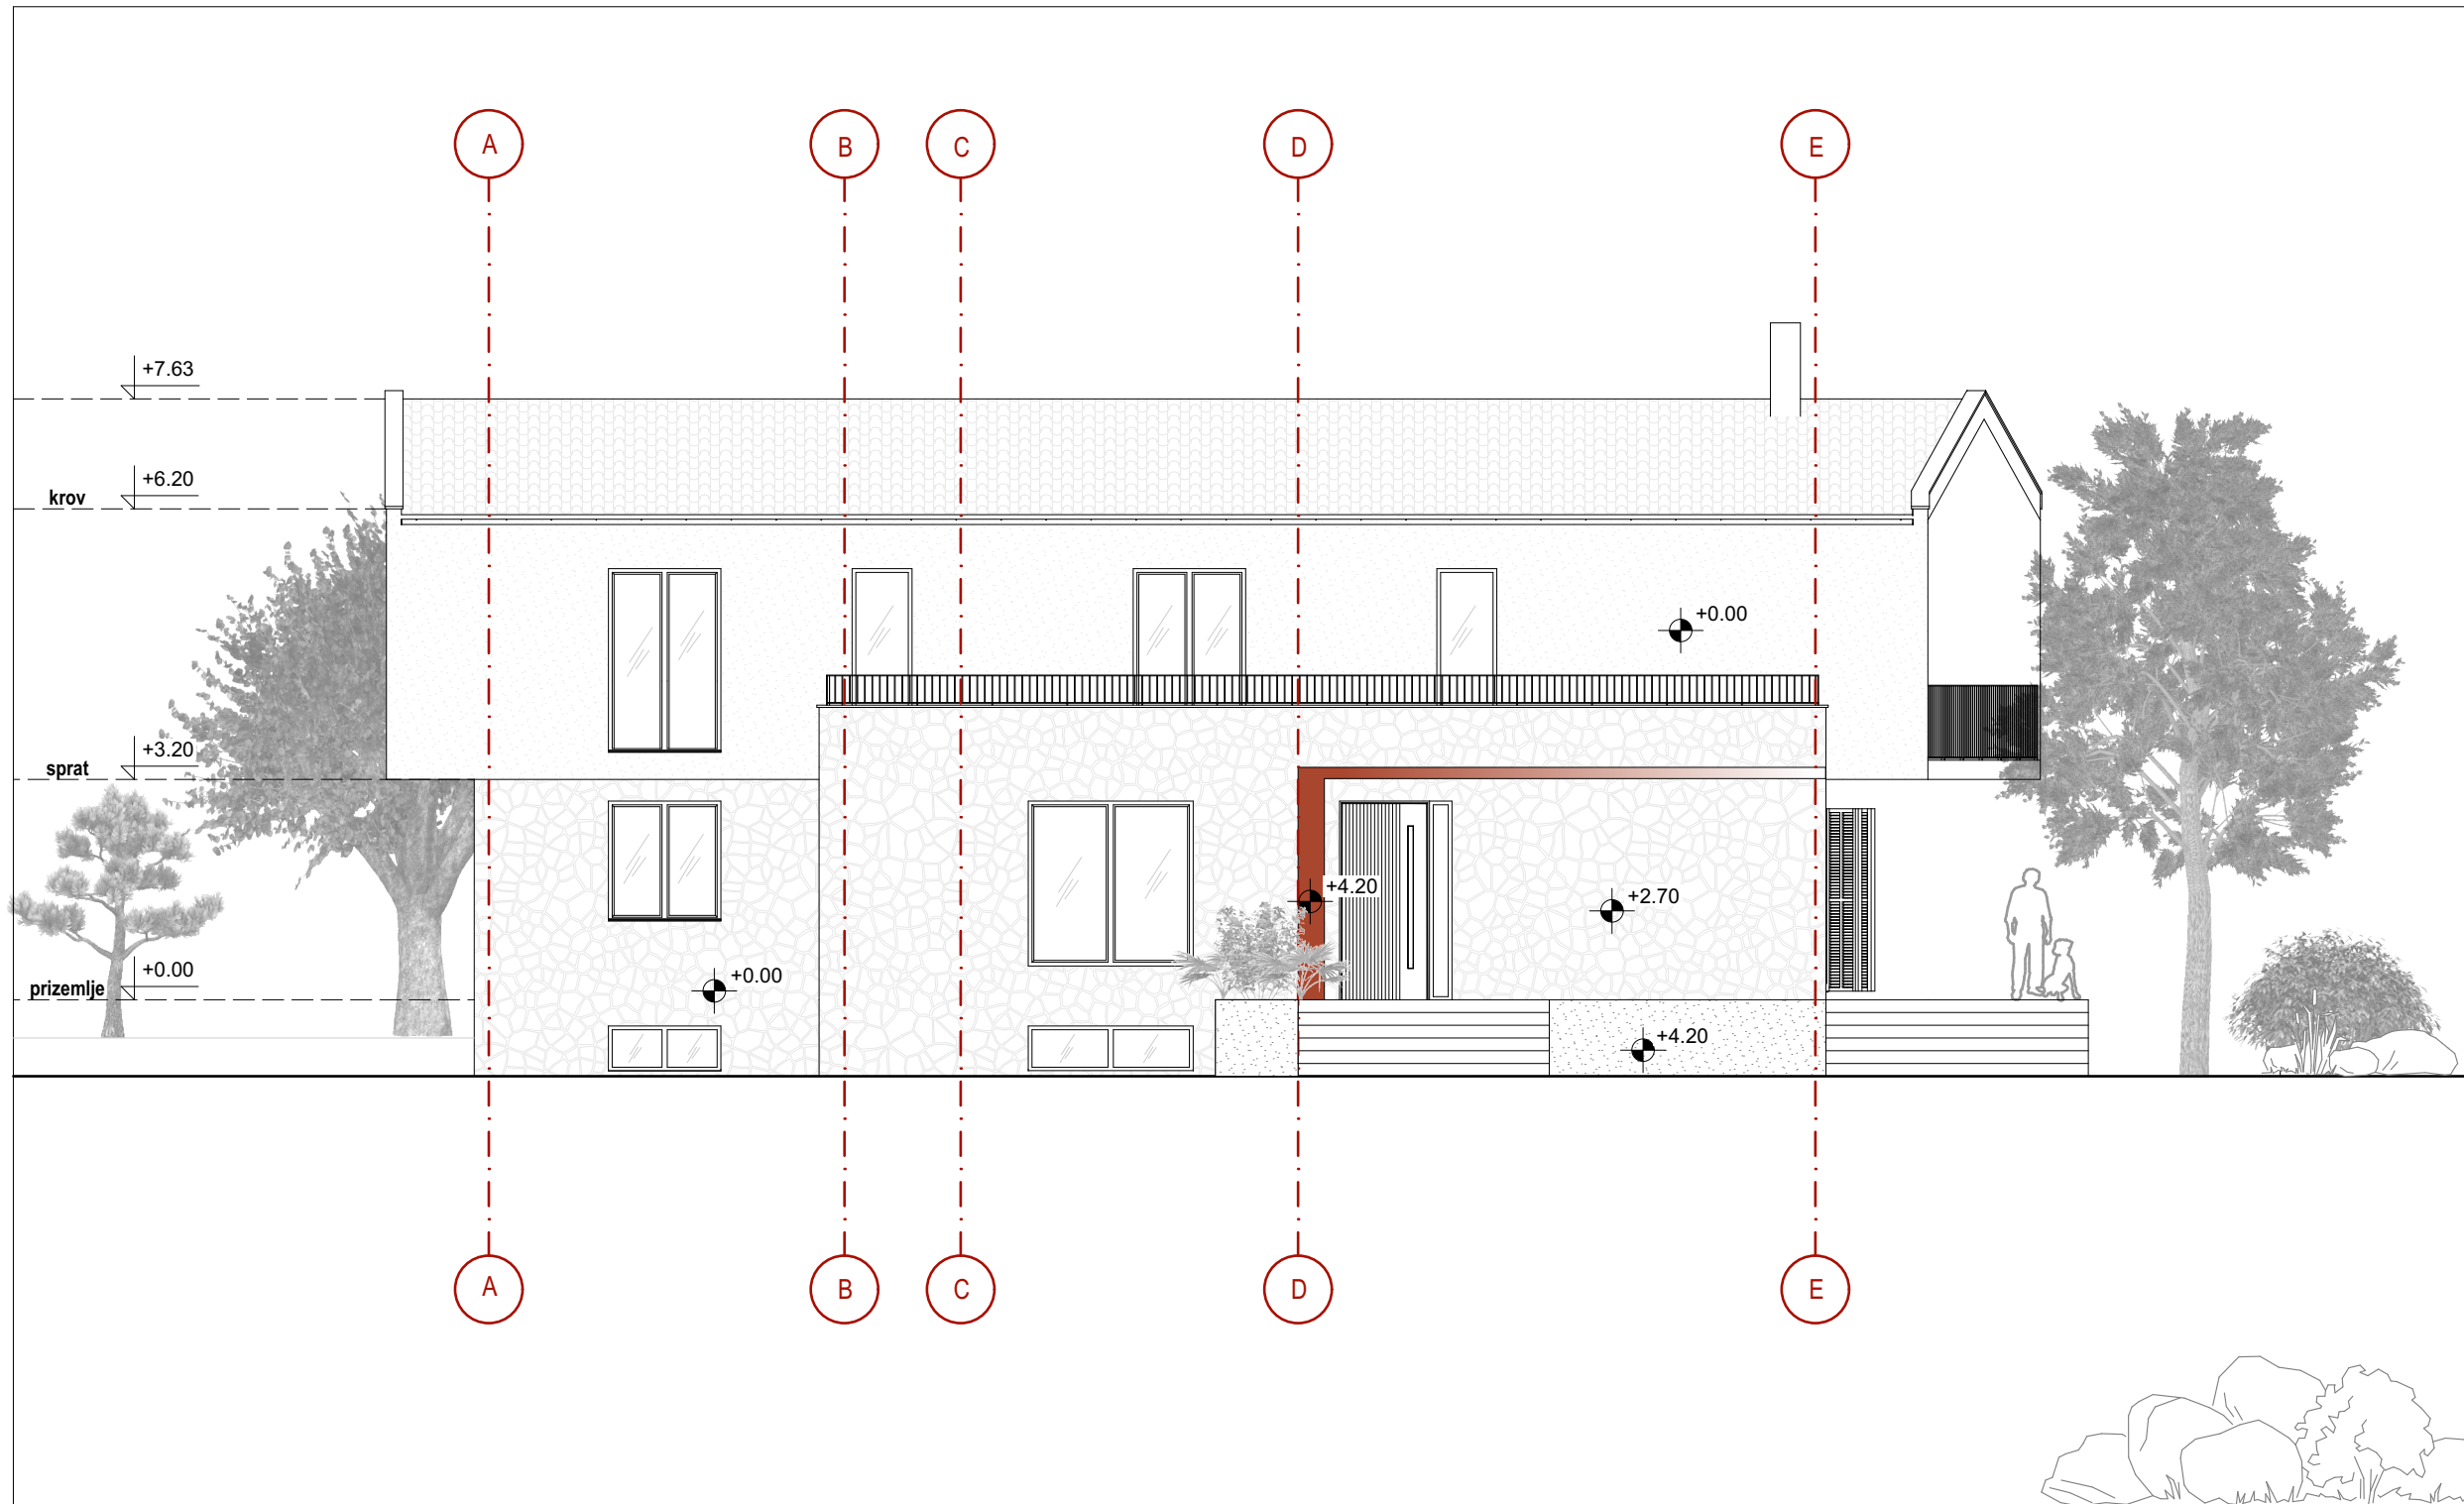 A B C D E
+7.63
+6.20
krov
+0.00
+3.20
sprat
+4.20
+2.70
+0.00
prizemlje
+0.00
+4.20
A B C D E